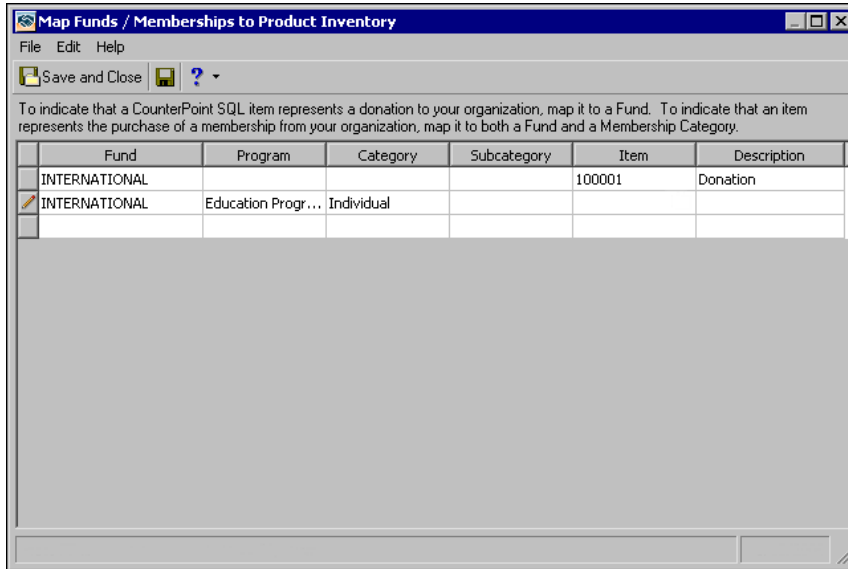 Map Funds / Memberships to Product Inventory
File Edit Help
Save and Close ?
To indicate that a CounterPoint SQL item represents a donation to your organization, map it to a Fund. To indicate that an item
represents the purchase of a membership from your organization, map it to both a Fund and a Membership Category.
Fund Program Category Subcategory Item Description
INTERNATIONAL 100001 Donation
INTERNATIONAL Education Progr... Individual